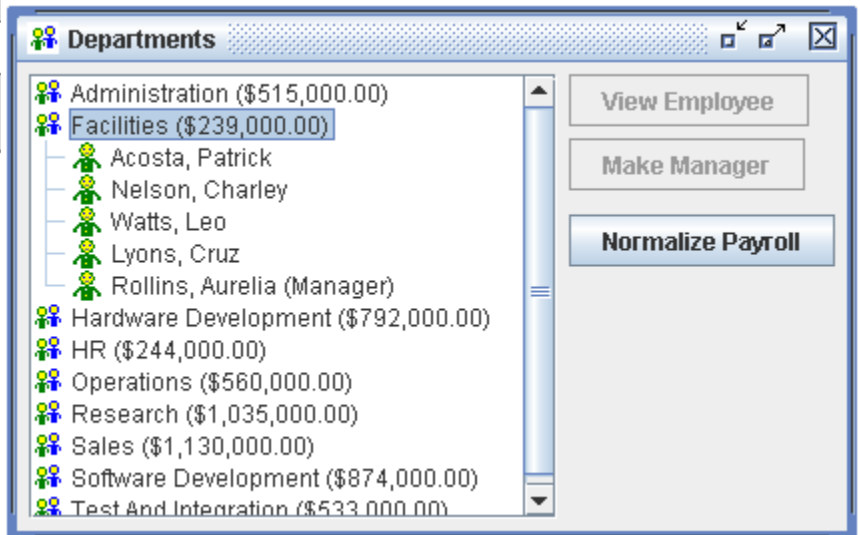 Departments
Administration ($515,000.00)
Facilities ($239,000.00)
Acosta, Patrick
Nelson, Charley
Watts, Leo
Lyons, Cruz
Rollins, Aurelia (Manager)
Hardware Development ($792,000.00)
HR ($244,000.00)
Operations ($560,000.00)
Research ($1,035,000.00)
Sales ($1,130,000.00)
Software Development ($874,000.00)
Test And Integration ($533,000.00)
View Employee
Make Manager
Normalize Payroll